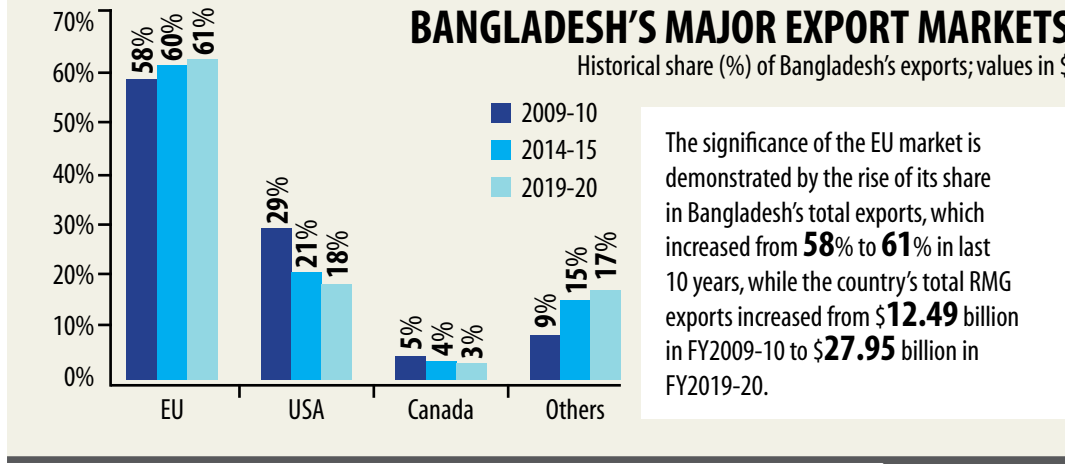 BANGLADESH'S MAJOR EXPORT MARKETS
Historical share (%) of Bangladesh's exports; values in $
70%
60%
50%
40%
30%
20%
10%
0%
58%
60%
61%
29%
21%
18%
5%
4%
3%
9%
15%
17%
EU
USA
Canada
Others
2009-10
2014-15
2019-20
The significance of the EU market is
demonstrated by the rise of its share
in Bangladesh's total exports, which
increased from 58% to 61% in last
10 years, while the country's total RMG
exports increased from $12.49 billion
in FY2009-10 to $27.95 billion in
FY2019-20.